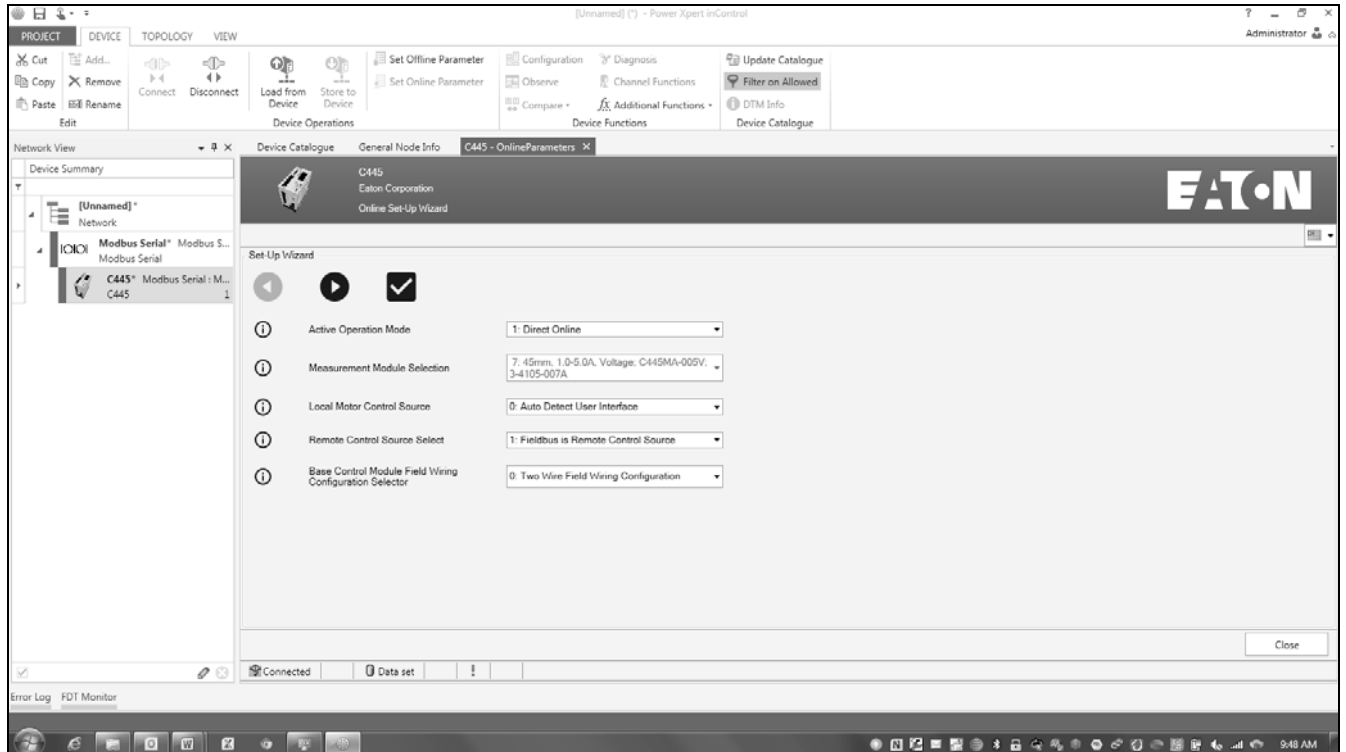 [Unnamed] (*) - Power Xpert inControl
? 
PROJECT DEVICE TOPOLOGY VIEW
Administrator
Cut Add... Set Offline Parameter Configuration Diagnosis Update Catalogue
Copy Remove Connect Disconnect Load from Device Store to Device Set Online Parameter Observe Channel Functions Filter on Allowed
Paste Rename Compare Additional Functions DTM Info
Edit Device Operations Device Functions Device Catalogue
Network View
Device Catalogue General Node Info C445 - OnlineParameters
Device Summary
C445
Eaton Corporation
Online Set-Up Wizard
EATON
[Unnamed] *
Network
Modbus Serial* Modbus S...
Modbus Serial
C445* Modbus Serial : M...
C445 1
Set-Up Wizard
Active Operation Mode 1: Direct Online
Measurement Module Selection 7: 45mm, 1.0-5.0A, Voltage; C445MA-005V;
3-4105-007A
Local Motor Control Source 0: Auto Detect User Interface
Remote Control Source Select 1: Fieldbus is Remote Control Source
Base Control Module Field Wiring
Configuration Selector
0: Two Wire Field Wiring Configuration
Close
Connected Data set !
Error Log FDT Monitor
9:48 AM